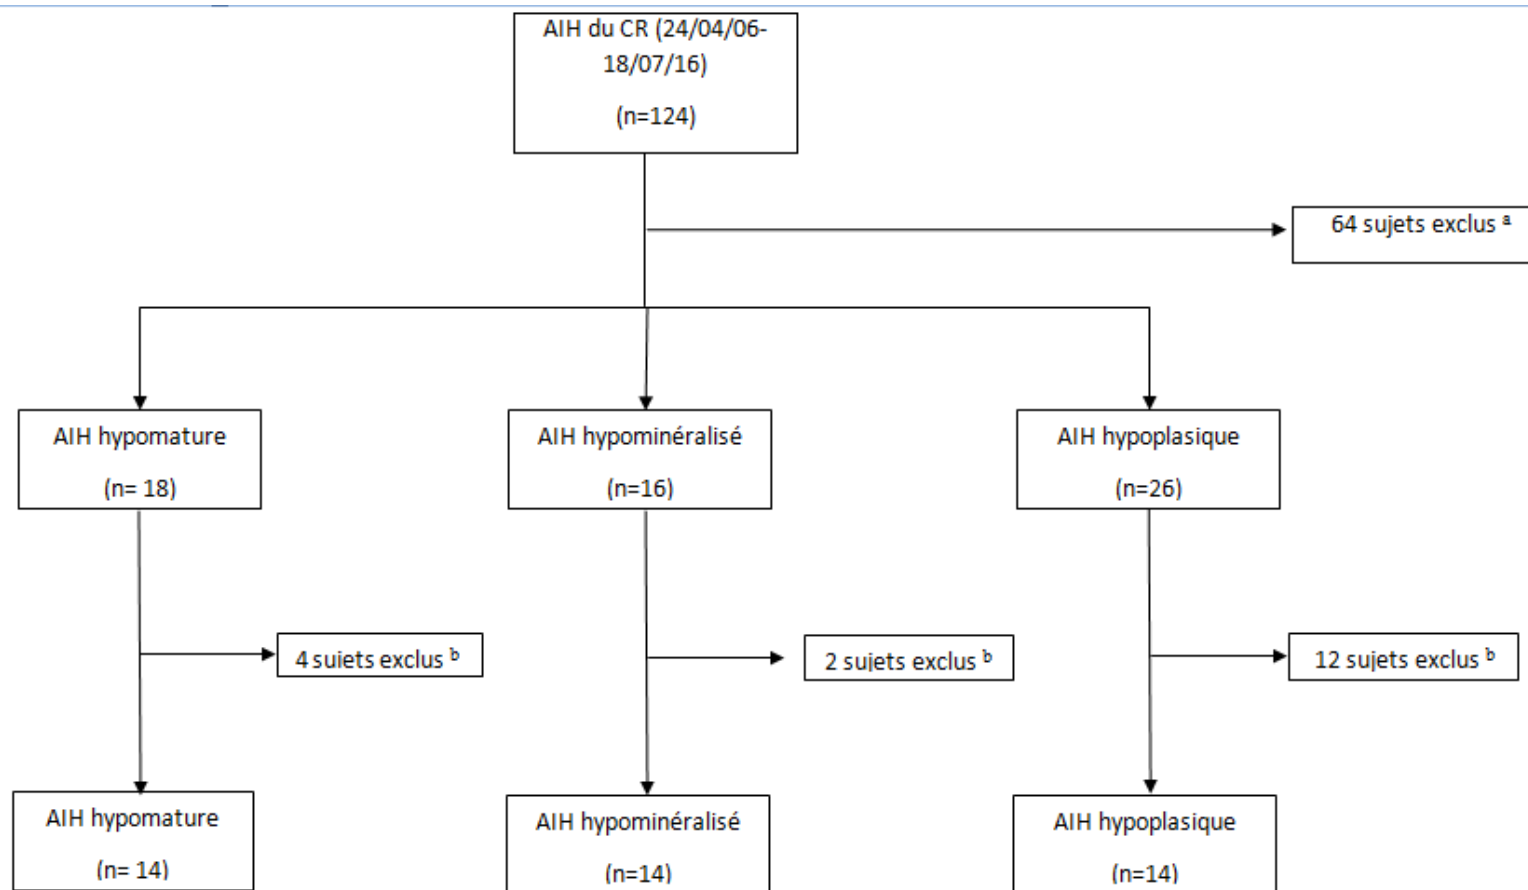 AIH du CR (24/04/06-
18/07/16)
(n=124)
64 sujets exclus ª
AIH hypomature
(n= 18)
AIH hypominéralisé
(n=16)
AIH hypoplasique
(n=26)
4 sujets exclus ᵇ
2 sujets exclus ᵇ
12 sujets exclus ᵇ
AIH hypomature
(n= 14)
AIH hypominéralisé
(n=14)
AIH hypoplasique
(n=14)